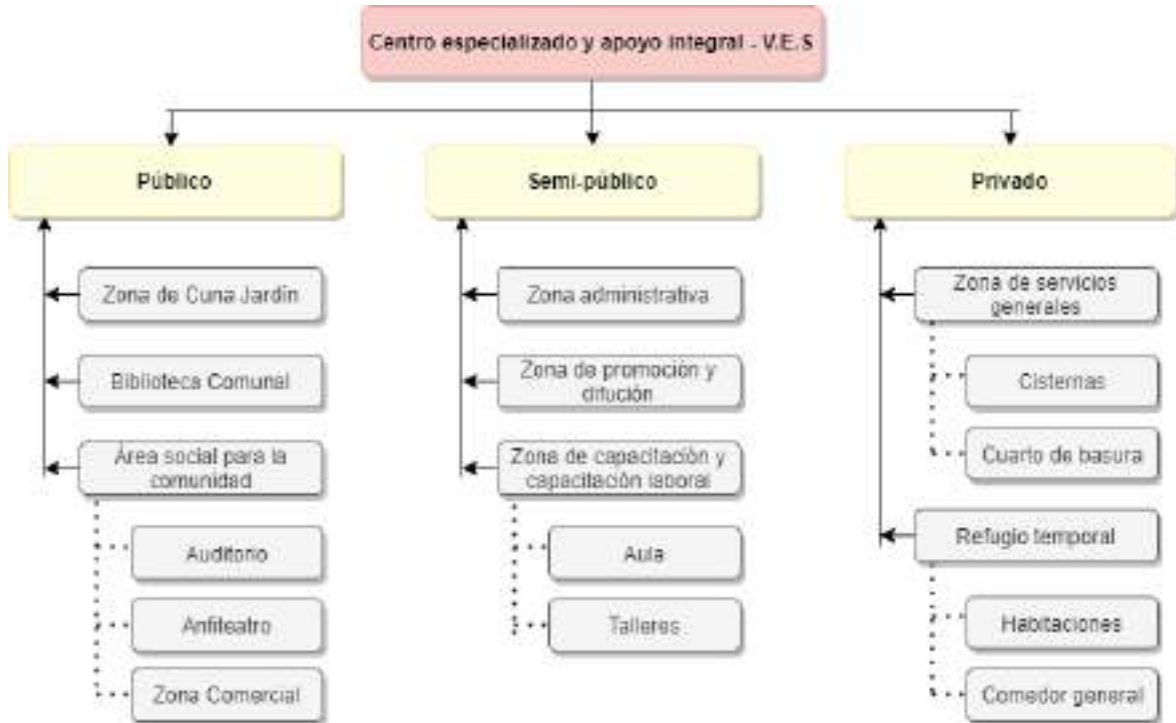 Centro especializado y apoyo integral - V.E.S
Público
Zona de Cuna Jardín
Biblioteca Comunal
Área social para la
comunidad
Auditorio
Anfiteatro
Zona Comercial
Semi-público
Zona administrativa
Zona de promoción y
difución
Zona de capacitación y
capacitación laboral
Aula
Talleres
Privado
Zona de servicios
generales
Cisternas
Cuarto de basura
Refugio temporal
Habitaciones
Comedor general